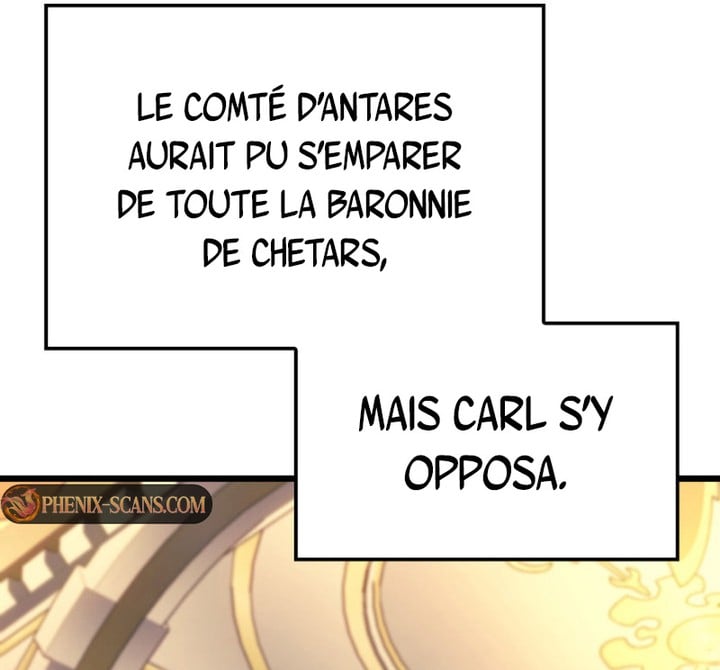 LE COMTÉ D'ANTARES
AURAIT PU S'EMPARER
DE TOUTE LA BARONNIE
DE CHETARS,
MAIS CARL S'Y
OPPOSA.
PHENIX-SCANS.COM